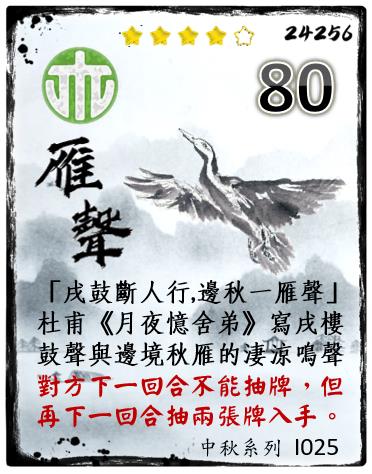 24256
80
雁聲
「戍鼓斷人行,邊秋一雁聲」
杜甫《月夜憶舍弟》寫戍樓
鼓聲與邊境秋雁的淒涼鳴聲
對方下一回合不能抽牌，但
再下一回合抽兩張牌入手。
中秋系列 I025